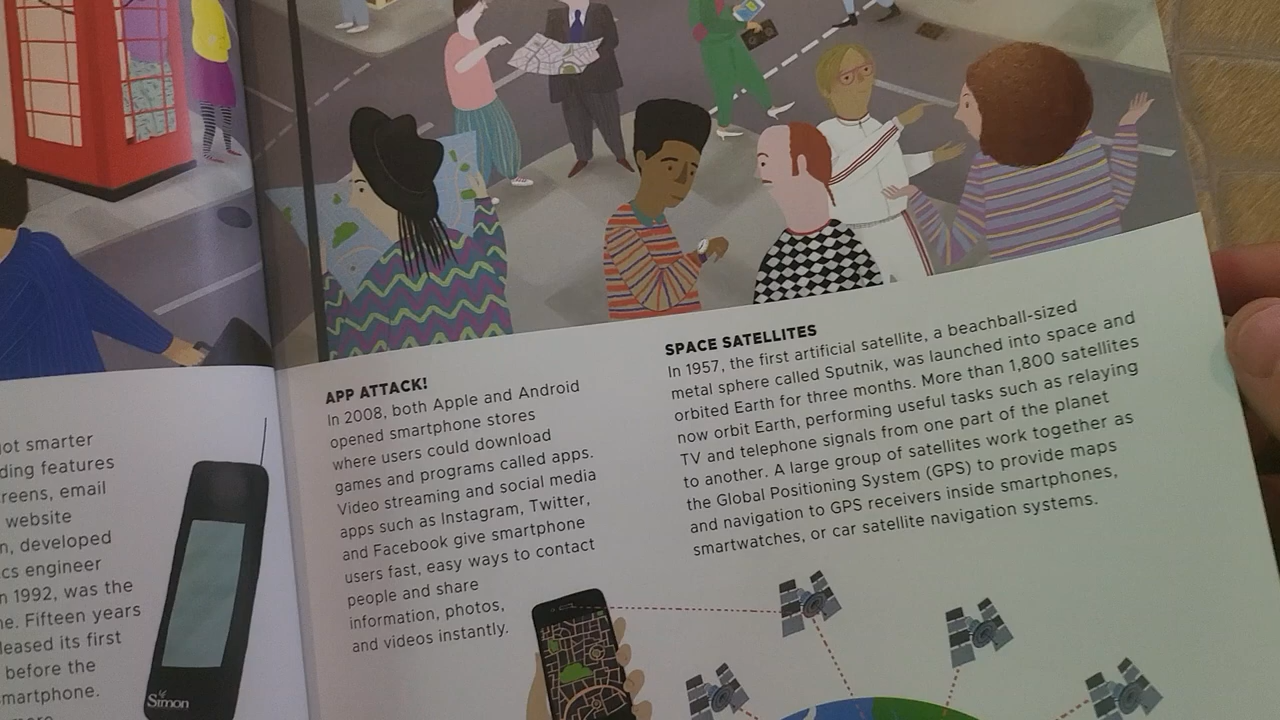 ot smarter
ding features
reens, email
website
n, developed
cs engineer
n 1992, was the
ne. Fifteen years
leased its first
before the
martphone.
Simon
APP ATTACK!
In 2008, both Apple and Android
opened smartphone stores
where users could download
games and programs called apps.
Video streaming and social media
apps such as Instagram, Twitter,
and Facebook give smartphone
users fast, easy ways to contact
people and share
information, photos,
and videos instantly.
SPACE SATELLITES
In 1957, the first artificial satellite, a beachball-sized
metal sphere called Sputnik, was launched into space and
orbited Earth for three months. More than 1,800 satellites
now orbit Earth, performing useful tasks such as relaying
TV and telephone signals from one part of the planet
to another. A large group of satellites work together as
the Global Positioning System (GPS) to provide maps
and navigation to GPS receivers inside smartphones,
smartwatches, or car satellite navigation systems.